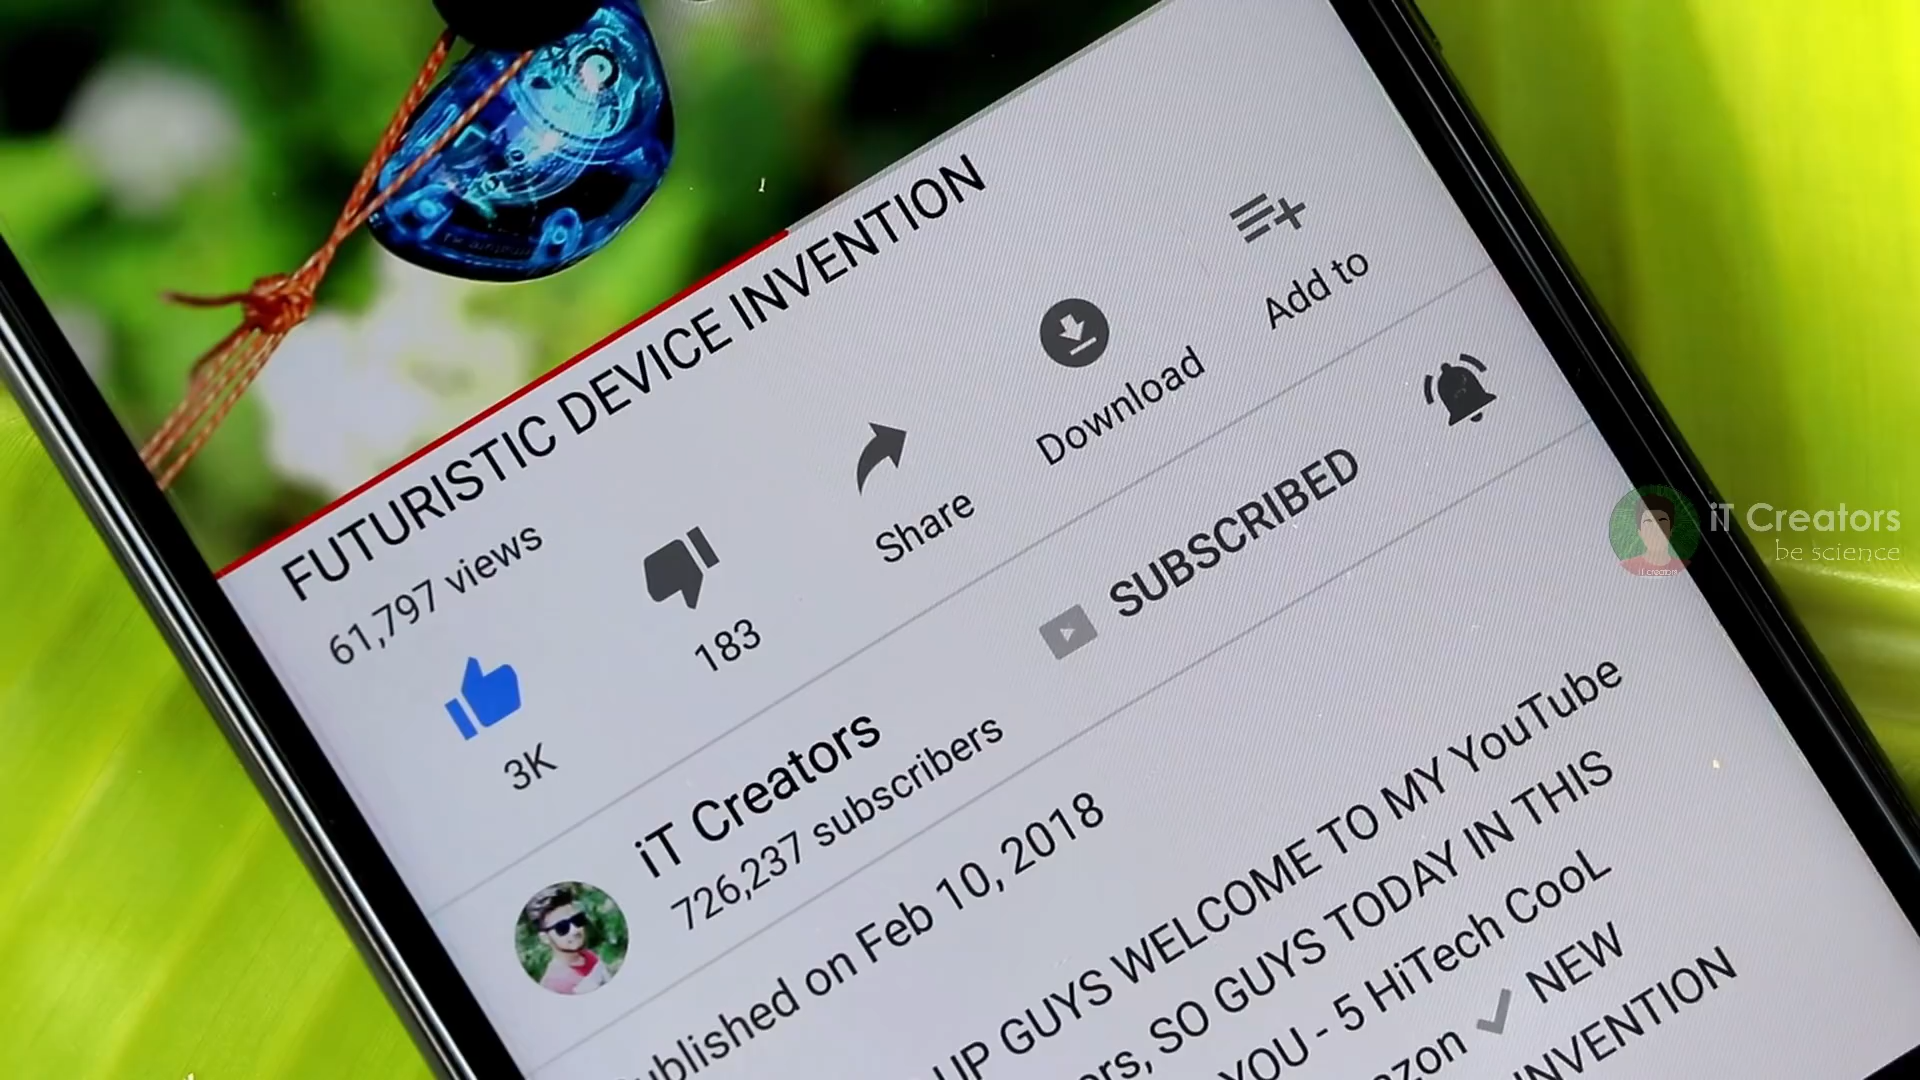 FUTURISTIC DEVICE INVENTION
61,797 views
3K
183
Share
Download
Add to
iT Creators
726,237 subscribers
SUBSCRIBED
Published on Feb 10, 2018
UP GUYS WELCOME TO MY YouTube
SO GUYS TODAY IN THIS
YOU - 5 HiTech CooL
✔ NEW
INVENTION
iT Creators
be science
iT creators